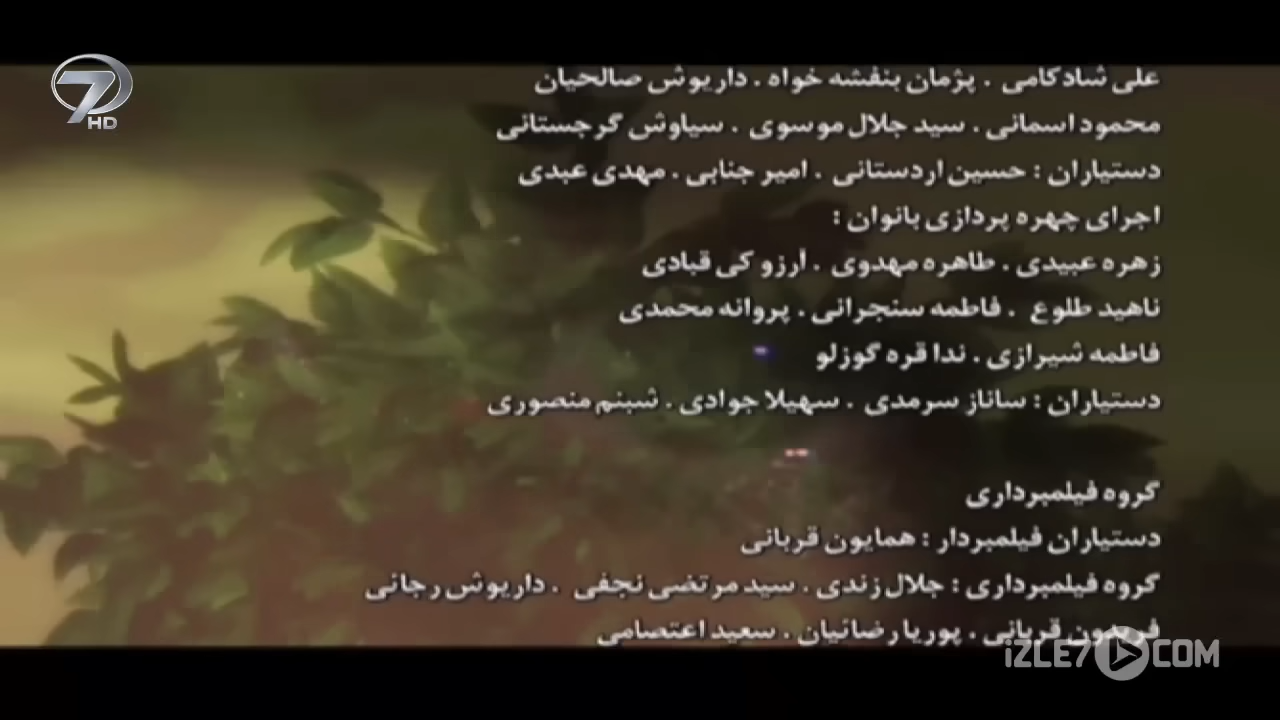 7
HD
علی شادکامی . پژمان بنفشه خواه . داریوش صالحیان
محمود اسمانی . سید جلال موسوی . سیاوش گرجستانی
دستیاران : حسین اردستانی . امیر جنابی . مهدی عبدی
اجرای چهره پردازی بانوان :
زهره عبیدی . طاهره مهدوی . آرزو کی قبادی
ناهید طلوع . فاطمه سنجرانی . پروانه محمدی
فاطمه شیرازی . ندا قره گوزلو
دستیاران : ساناز سرمدی . سهیلا جوادی . شبنم منصوری
گروه فیلمبرداری
دستیاران فیلمبردار : همایون قربانی
گروه فیلمبرداری : جلال زندی . سید مرتضی نجفی . داریوش رجانی
فریدون قربانی . پوریا رضائیان . سعید اعتصامی
iZLE7.COM